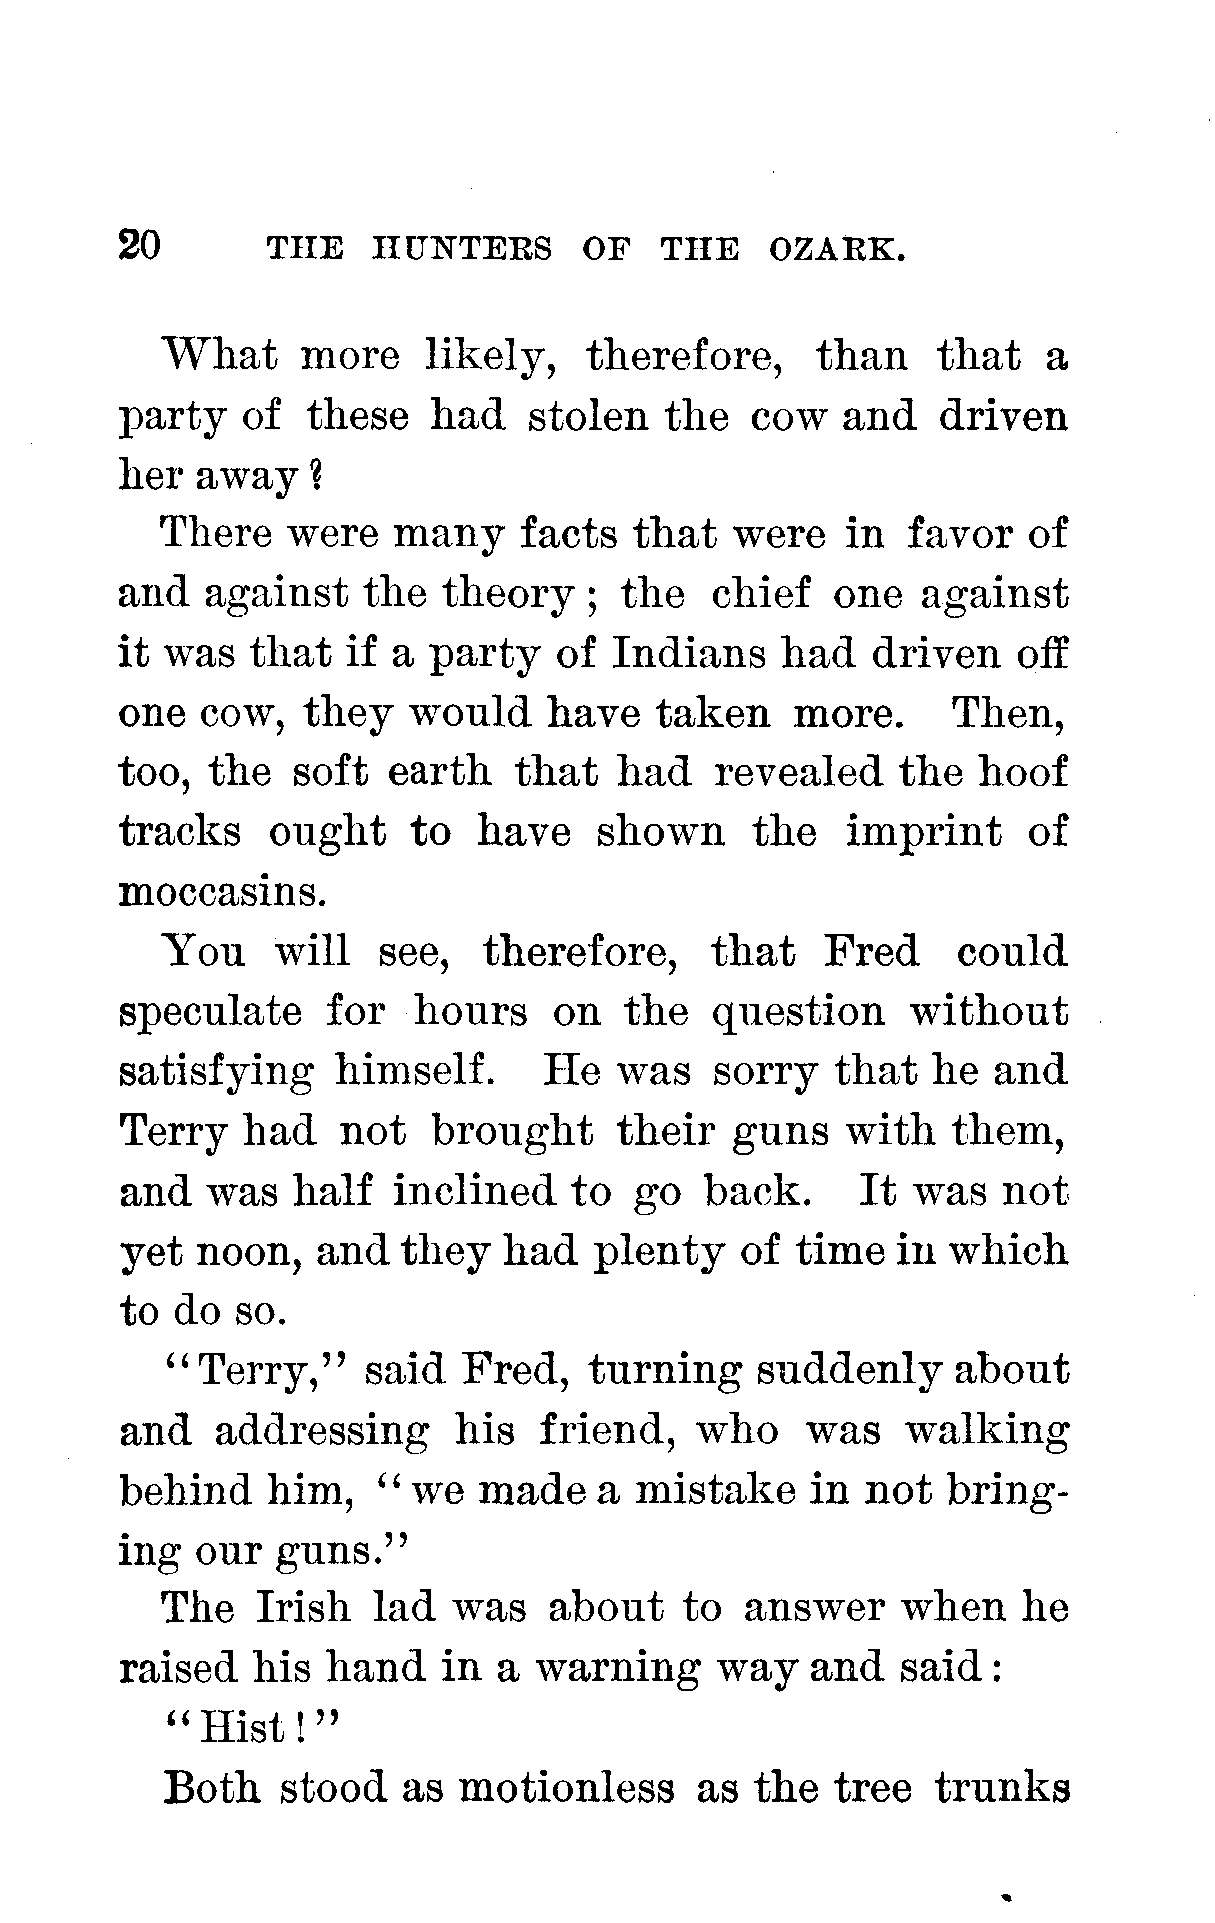 20 THE HUNTERS OF THE OZARK.
What more likely, therefore, than that a
party of these had stolen the cow and driven
her away?
There were many facts that were in favor of
and against the theory; the chief one against
it was that if a party of Indians had driven off
one cow, they would have taken more. Then,
too, the soft earth that had revealed the hoof
tracks ought to have shown the imprint of
moccasins.
You will see, therefore, that Fred could
speculate for hours on the question without
satisfying himself. He was sorry that he and
Terry had not brought their guns with them,
and was half inclined to go back. It was not
yet noon, and they had plenty of time in which
to do so.
"Terry," said Fred, turning suddenly about
and addressing his friend, who was walking
behind him, "we made a mistake in not bring-
ing our guns."
The Irish lad was about to answer when he
raised his hand in a warning way and said:
"Hist!"
Both stood as motionless as the tree trunks